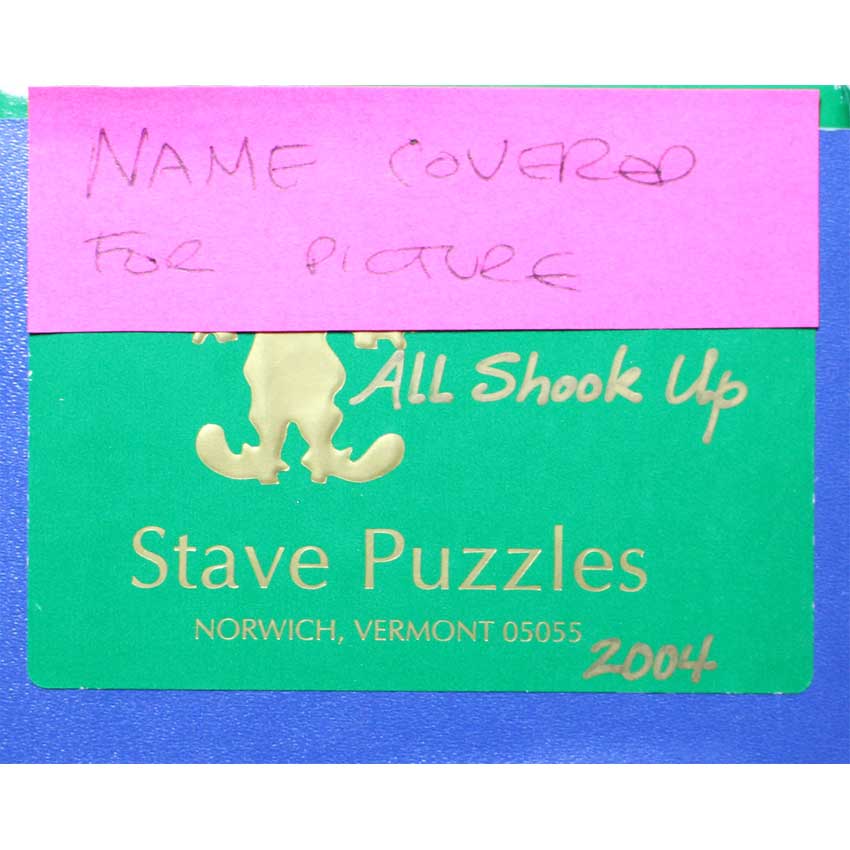 NAME COVERED
FOR PICTURE
All Shook Up
Stave Puzzles
NORWICH, VERMONT 05055
2004